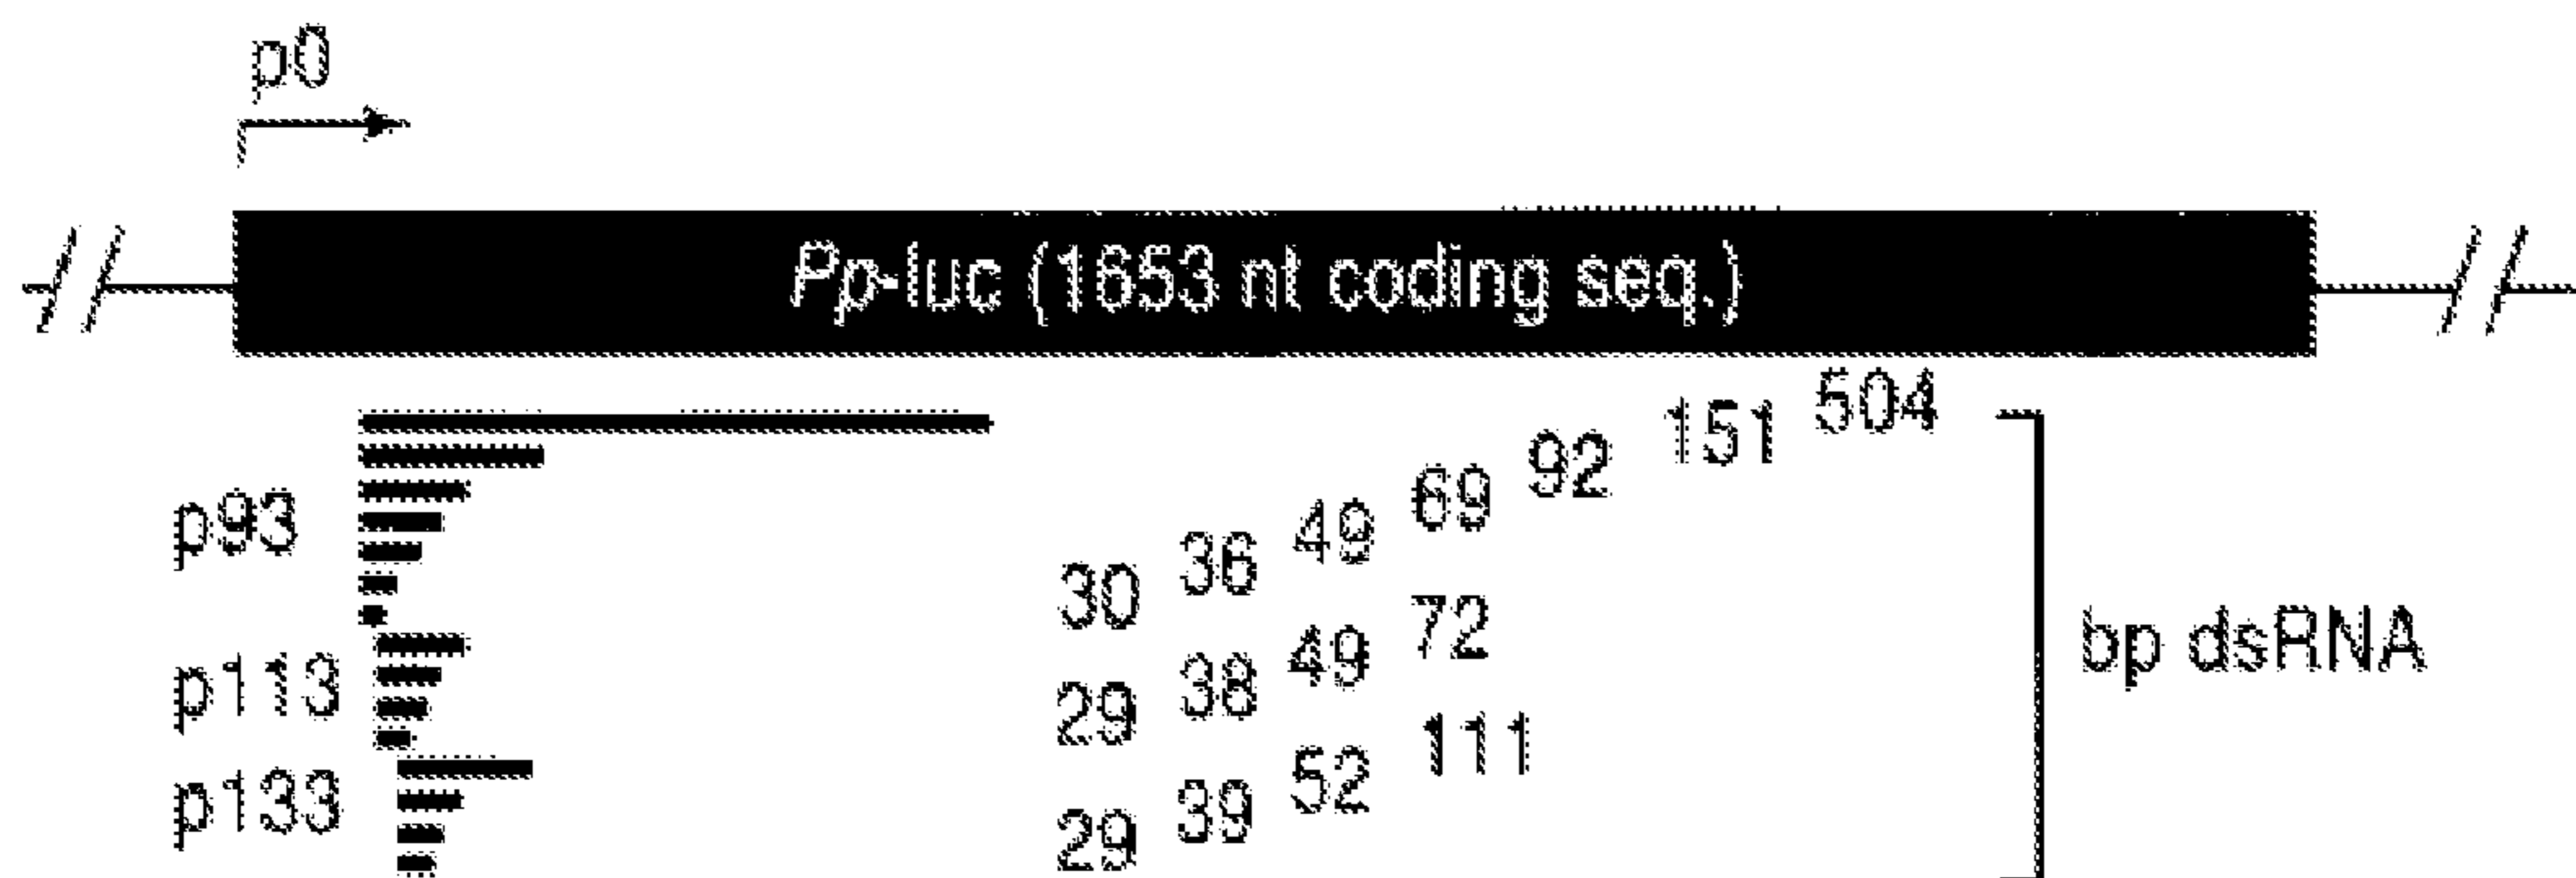 p0
Pp-luc (1653 nt coding seq.)
504
151
92
69
p93
49
36
30
72
bp dsRNA
49
p113
38
29
111
52
p133
39
29